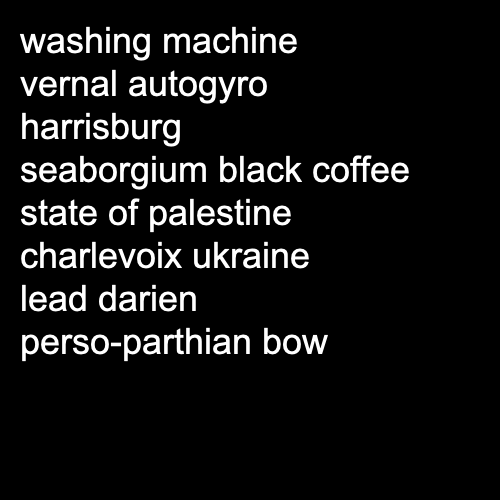 washing machine
vernal autogyro
harrisburg
seaborgium black coffee
state of palestine
charlevoix ukraine
lead darien
perso-parthian bow